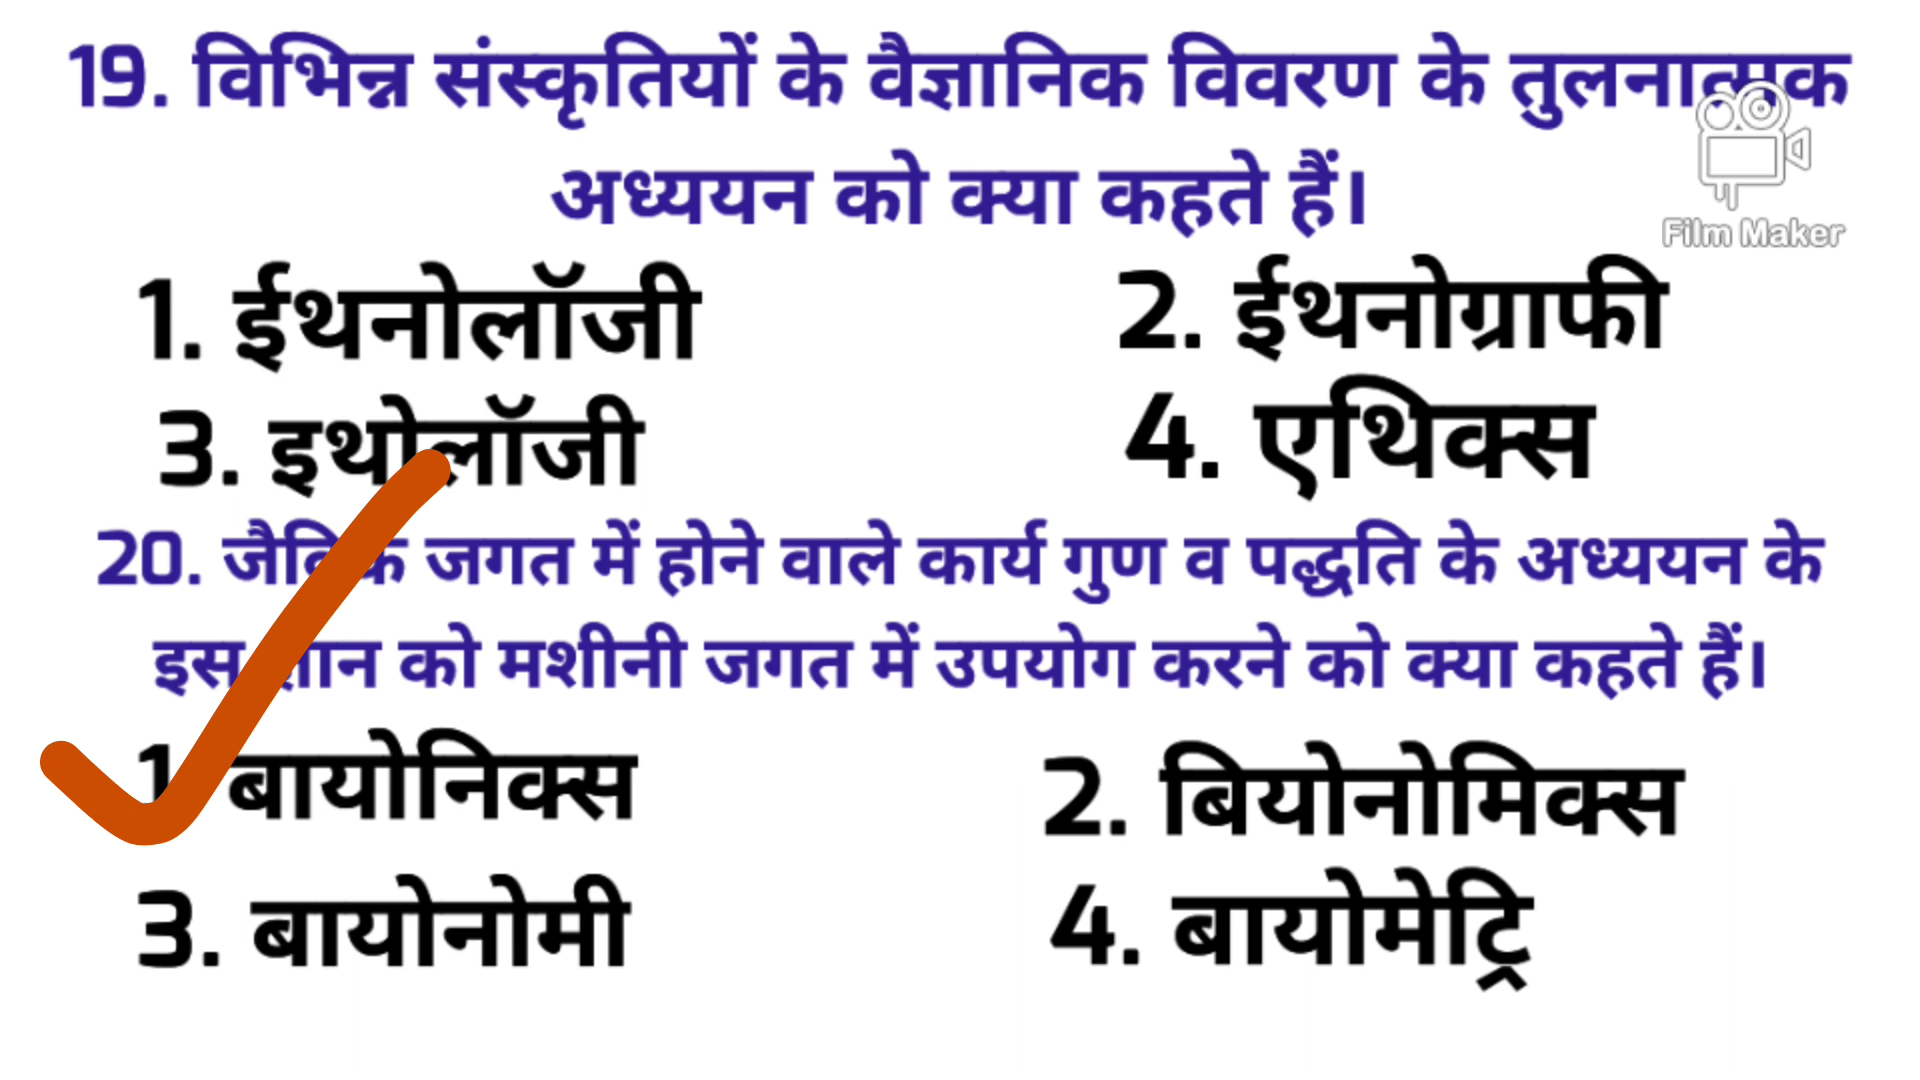 19. विभिन्न संस्कृतियों के वैज्ञानिक विवरण के तुलनात्मक
अध्ययन को क्या कहते हैं।
Film Maker
1. ईथनोलॉजी
2. ईथनोग्राफी
3. इथोलॉजी
4. एथिक्स
20. जैविक जगत में होने वाले कार्य गुण व पद्धति के अध्ययन के
इस ज्ञान को मशीनी जगत में उपयोग करने को क्या कहते हैं।
1. बायोनिक्स
2. बियोनोमिक्स
3. बायोनोमी
4. बायोमेट्रि